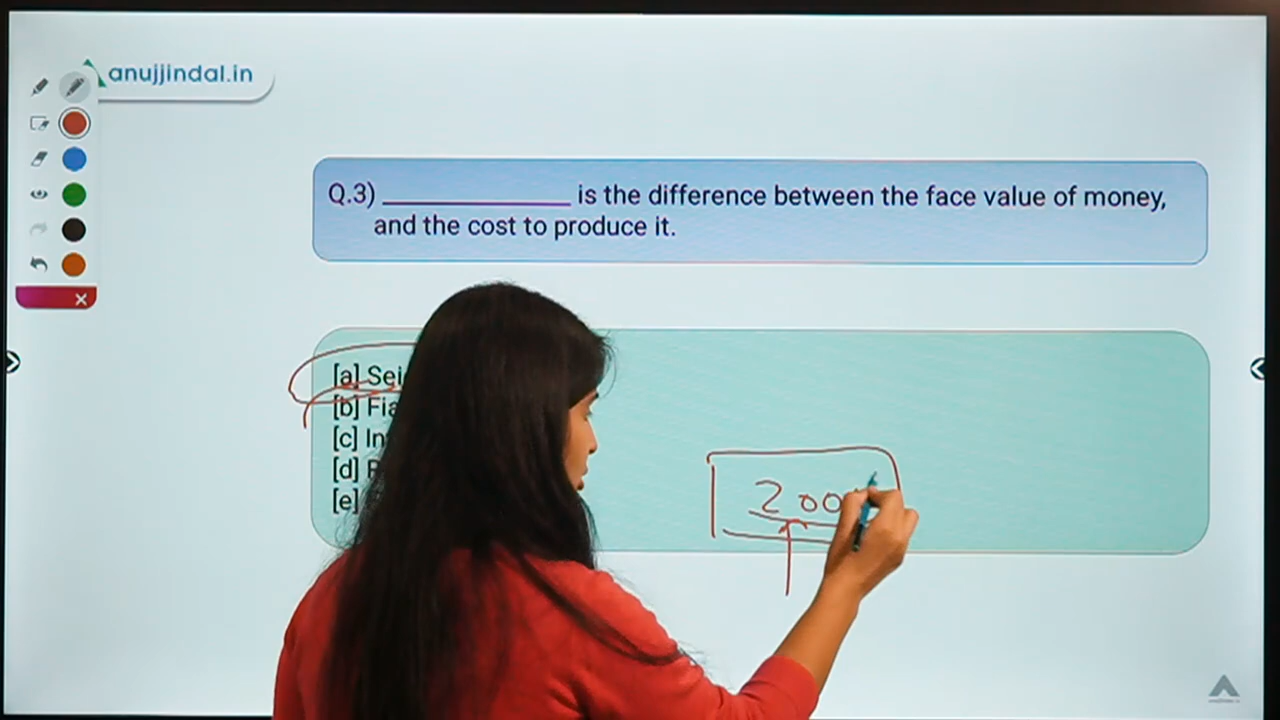 anujjindal.in
Q.3) ____________ is the difference between the face value of money,
and the cost to produce it.
[a] Sei
[b] Fia
[c] In
[d]
[e]
200